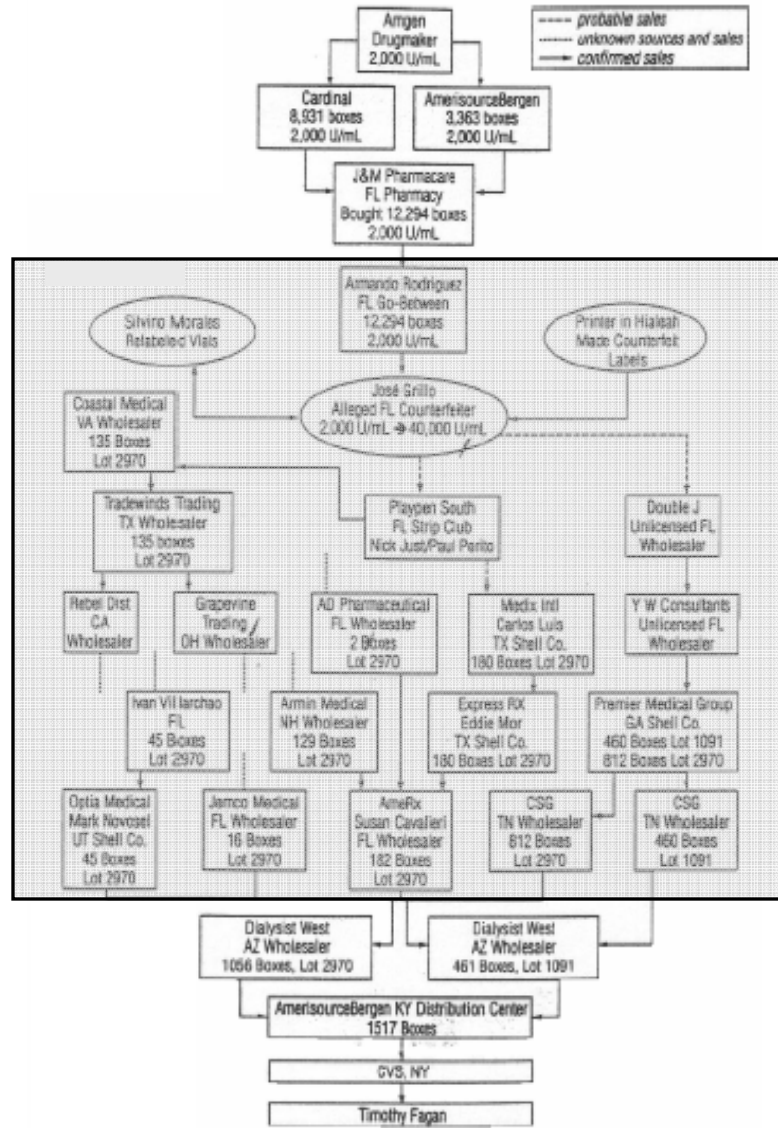 Amgen
Drugmaker
2,000 U/mL
probable sales
unknown sources and sales
confirmed sales
Cardinal
8,931 boxes
2,000 U/mL
AmerisourceBergen
3,363 boxes
2,000 U/mL
J&M Pharmacare
FL Pharmacy
Bought 12,294 boxes
2,000 U/mL
Armando Rodriguez
FL Go-Between
12,294 boxes
2,000 U/mL
Silvino Morales
Relabeled Vials
Printer in Hialeah
Made Counterfeit
Labels
José Grillo
Alleged FL Counterfeiter
2,000 U/mL → 40,000 U/mL
Coastal Medical
VA Wholesaler
135 Boxes
Lot 2970
Tradewinds Trading
TX Wholesaler
135 boxes
Lot 2970
Playpen South
FL Strip Club
Nick Just/Paul Perito
Double J
Unlicensed FL
Wholesaler
Rebel Dist
CA
Wholesaler
Grapevine
Trading
OH Wholesaler
AD Pharmaceutical
FL Wholesaler
2 Boxes
Lot 2970
Medix Intl
Carlos Luis
TX Shell Co.
180 Boxes Lot 2970
Y W Consultants
Unlicensed FL
Wholesaler
Ivan Villarchao
FL
45 Boxes
Lot 2970
Armin Medical
NH Wholesaler
129 Boxes
Lot 2970
Express RX
Eddie Mor
TX Shell Co.
180 Boxes Lot 2970
Premier Medical Group
GA Shell Co.
460 Boxes Lot 1091
812 Boxes Lot 2970
Optia Medical
Mark Novosel
UT Shell Co.
45 Boxes
Lot 2970
Jemco Medical
FL Wholesaler
16 Boxes
Lot 2970
AmeRx
Susan Cavalieri
FL Wholesaler
182 Boxes
Lot 2970
CSG
TN Wholesaler
812 Boxes
Lot 2970
CSG
TN Wholesaler
460 Boxes
Lot 1091
Dialysist West
AZ Wholesaler
1056 Boxes, Lot 2970
Dialysist West
AZ Wholesaler
461 Boxes, Lot 1091
AmerisourceBergen KY Distribution Center
1517 Boxes
CVS, NY
Timothy Fagan